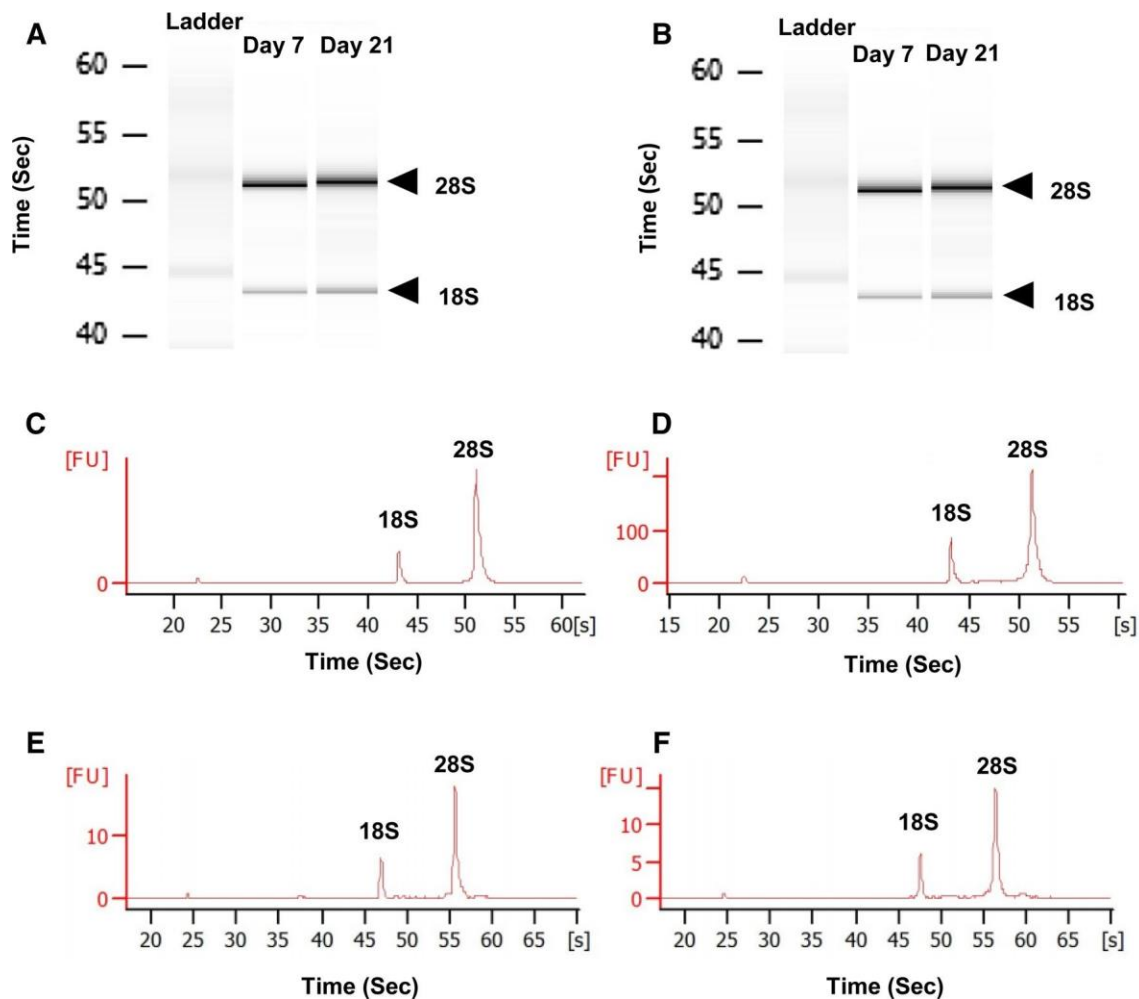 A
Ladder
Day 7 Day 21
60
55
50
45
40
Time (Sec)
28S
18S
B
Ladder
Day 7 Day 21
60
55
50
45
40
Time (Sec)
28S
18S
C
[FU]
0
18S
28S
20 25 30 35 40 45 50 55 60[s]
Time (Sec)
D
[FU]
100
0
18S
28S
15 20 25 30 35 40 45 50 55 [s]
Time (Sec)
E
[FU]
10
0
18S
28S
20 25 30 35 40 45 50 55 60 65 [s]
Time (Sec)
F
[FU]
10
5
0
18S
28S
20 25 30 35 40 45 50 55 60 65 [s]
Time (Sec)